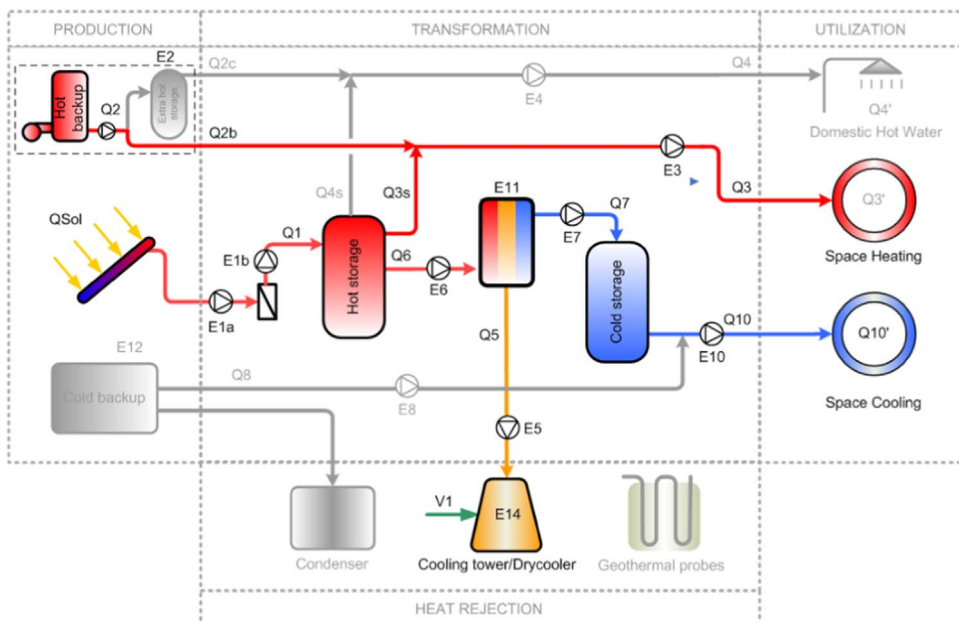 PRODUCTION
TRANSFORMATION
UTILIZATION
E2
Q2c
Q4
Hot
backup
Q2
Extra hot
storage
E4
Q4'
Domestic Hot Water
Q2b
E3
Q3
Q3'
Space Heating
QSol
Q4s
Q3s
E11
Q7
Q1
E1b
Hot storage
Q6
E6
E7
E1a
Cold storage
Q5
Q10
E10
Q10'
Space Cooling
E12
Cold backup
Q8
E8
E5
V1
E14
Condenser
Cooling tower/Drycooler
Geothermal probes
HEAT REJECTION